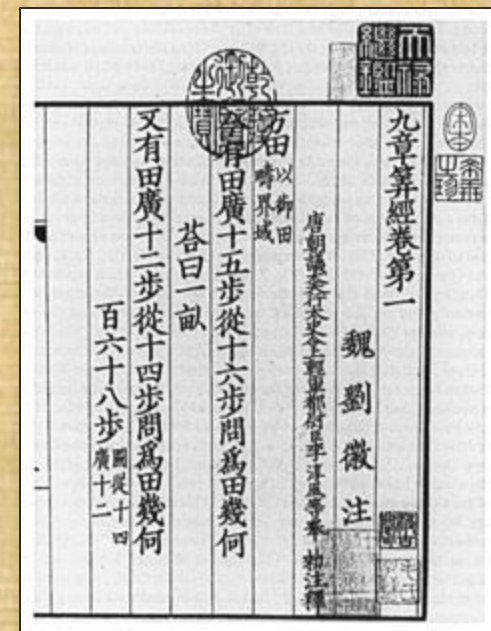 九章筭經卷第一
魏劉徽注
唐朝議大夫行太史令上輕車都尉臣李淳風等奉勑注釋
方田以御田疇界域
今有田廣十五步從十六步問爲田幾何
荅曰一畝
又有田廣十二步從十四步問爲田幾何
百六十八步圖從十四廣十二